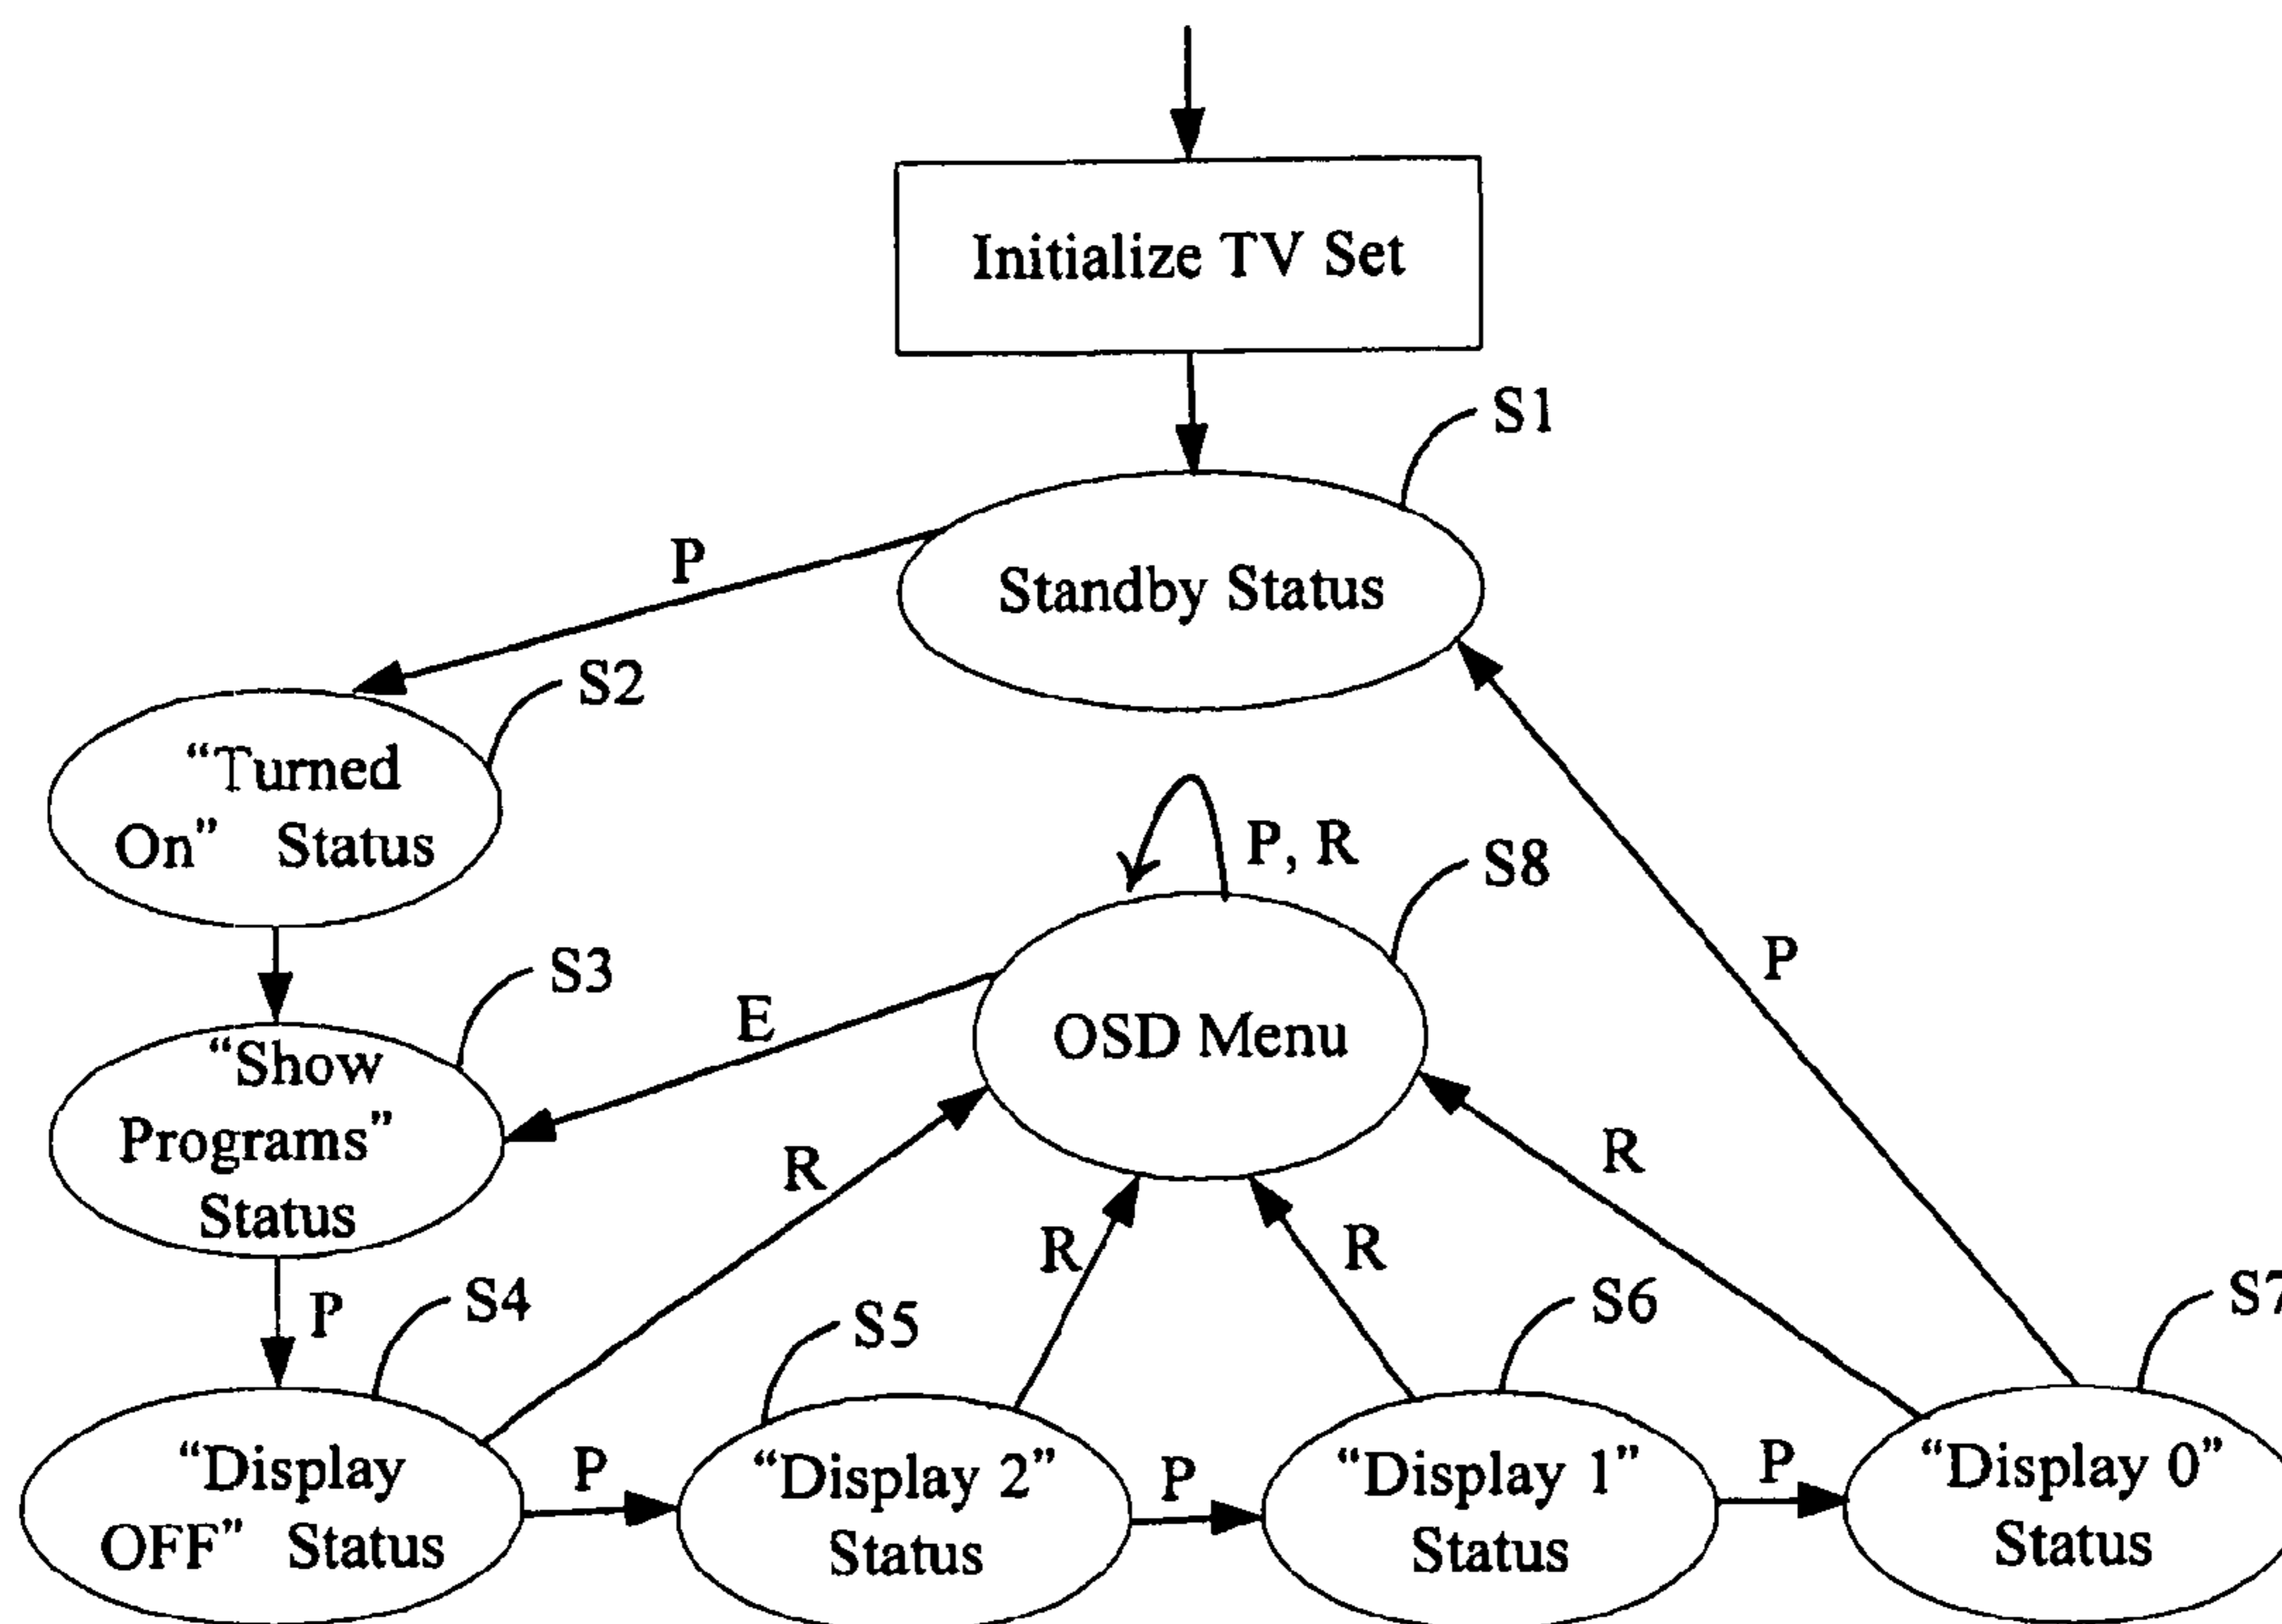 Initialize TV Set
S1
P
Standby Status
S2
“Turned
On” Status
P, R
S8
P
S3
E
OSD Menu
“Show
Programs”
Status
R
R
R
R
S4
P
S5
S6
S7
“Display
OFF” Status
P
“Display 2”
Status
P
“Display 1”
Status
P
“Display 0”
Status